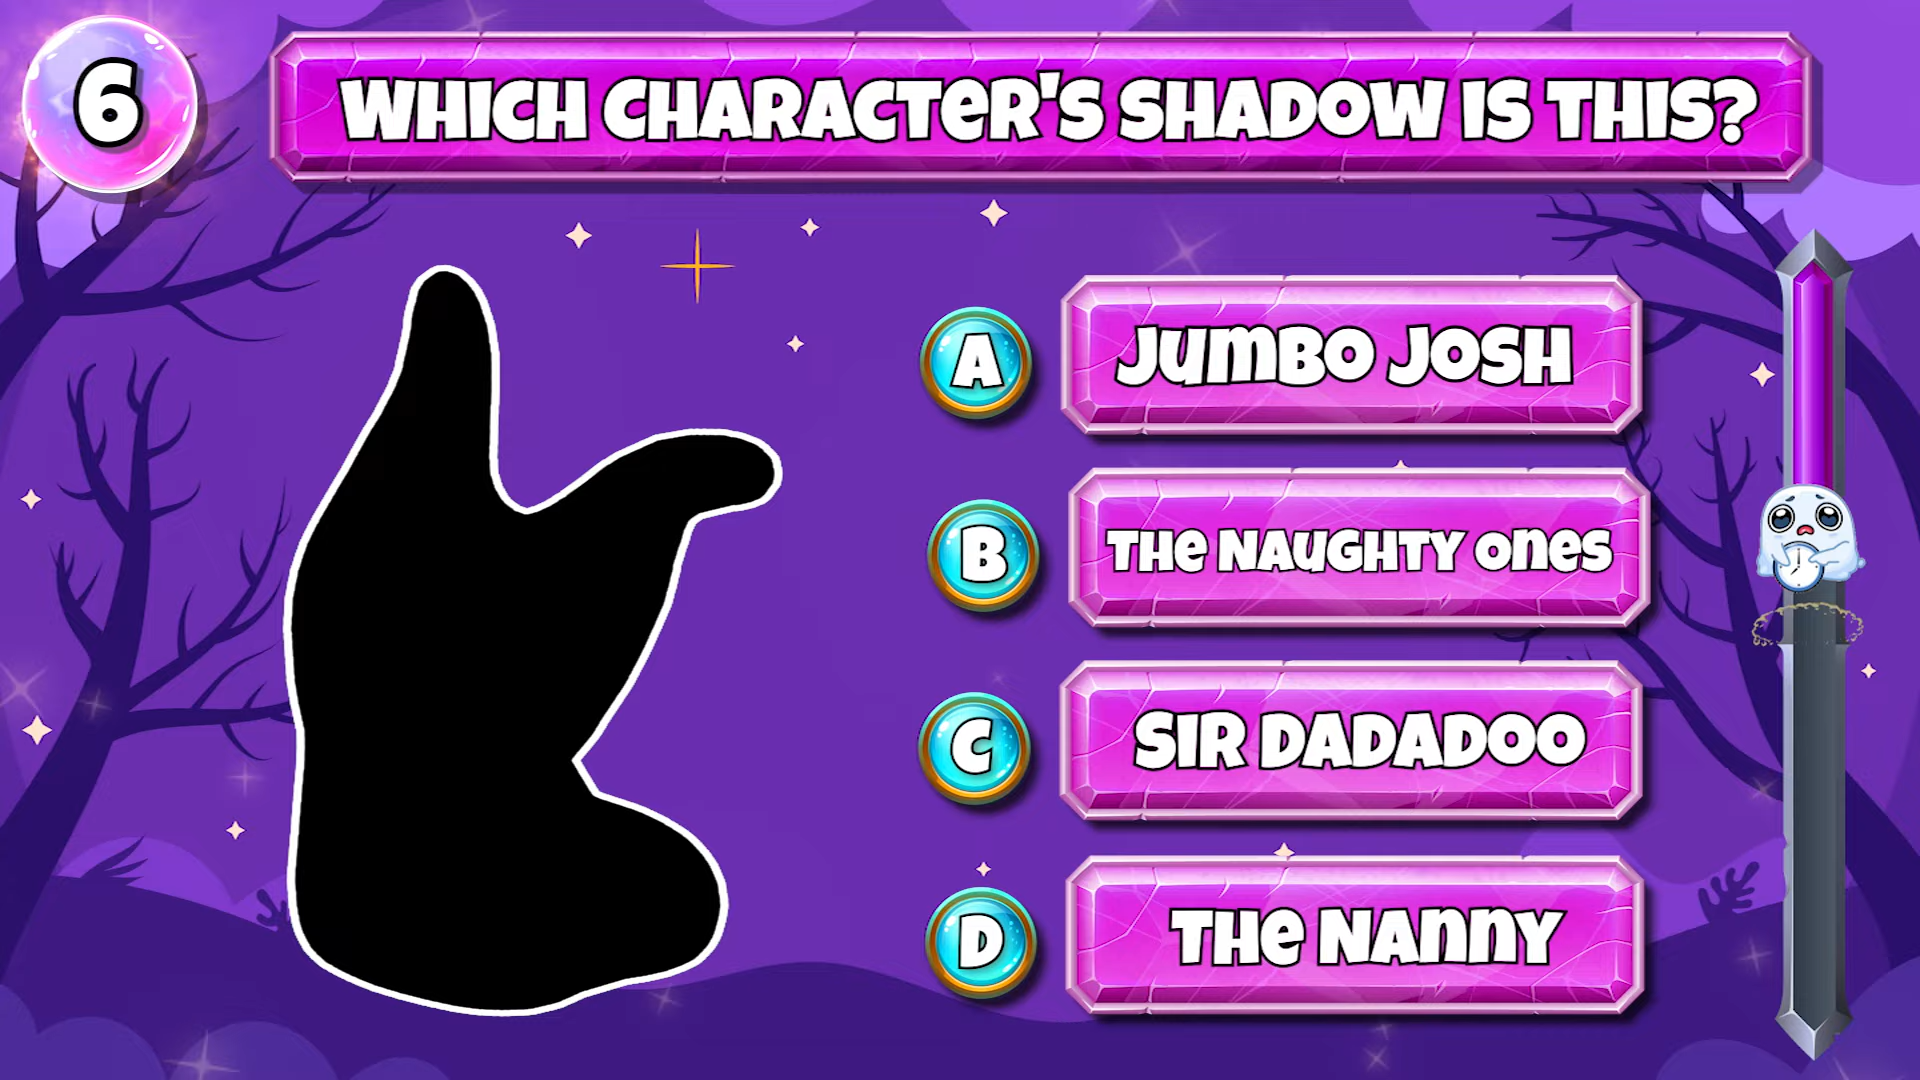 6
WHICH CHARACTER'S SHADOW IS THIS?
A JUMBO JOSH
B THE NAUGHTY ONES
C SIR DADADOO
D THE NANNY